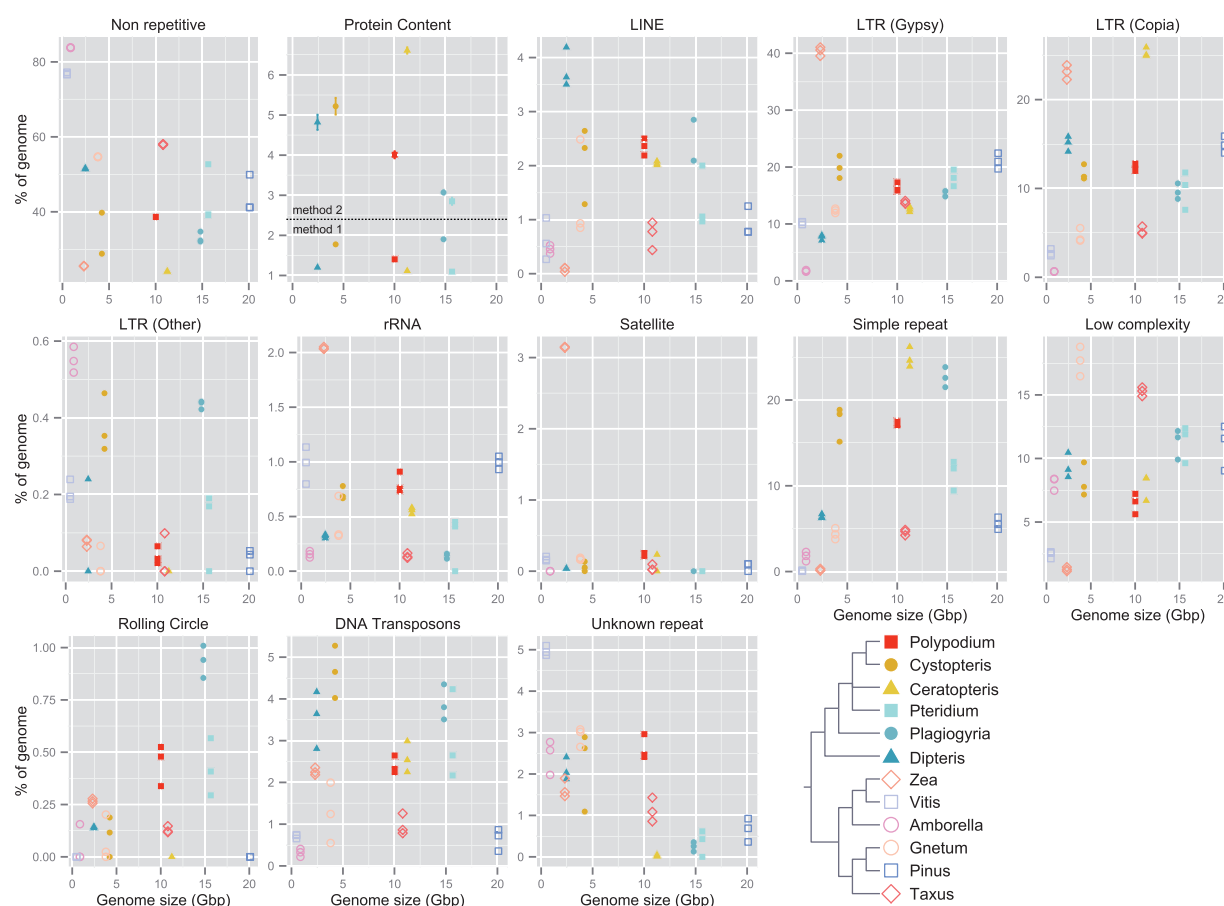 Non repetitive
Protein Content
LINE
LTR (Gypsy)
LTR (Copia)
% of genome
80
60
40
0 5 10 15 20
6
5
4
3
2
1
method 2
method 1
0 5 10 15 20
4
3
2
1
0
0 5 10 15 20
40
30
20
10
0
0 5 10 15 20
20
10
0
0 5 10 15
LTR (Other)
rRNA
Satellite
Simple repeat
Low complexity
% of genome
0.6
0.4
0.2
0.0
0 5 10 15 20
2.0
1.5
1.0
0.5
0.0
0 5 10 15 20
3
2
1
0
0 5 10 15 20
20
10
0
0 5 10 15 20
Genome size (Gbp)
15
10
5
0 5 10 15
Genome size (Gbp)
Rolling Circle
DNA Transposons
Unknown repeat
% of genome
1.00
0.75
0.50
0.25
0.00
0 5 10 15 20
Genome size (Gbp)
5
4
3
2
1
0
0 5 10 15 20
Genome size (Gbp)
5
4
3
2
1
0
0 5 10 15 20
Genome size (Gbp)
Polypodium
Cystopteris
Ceratopteris
Pteridium
Plagiogyria
Dipteris
Zea
Vitis
Amborella
Gnetum
Pinus
Taxus